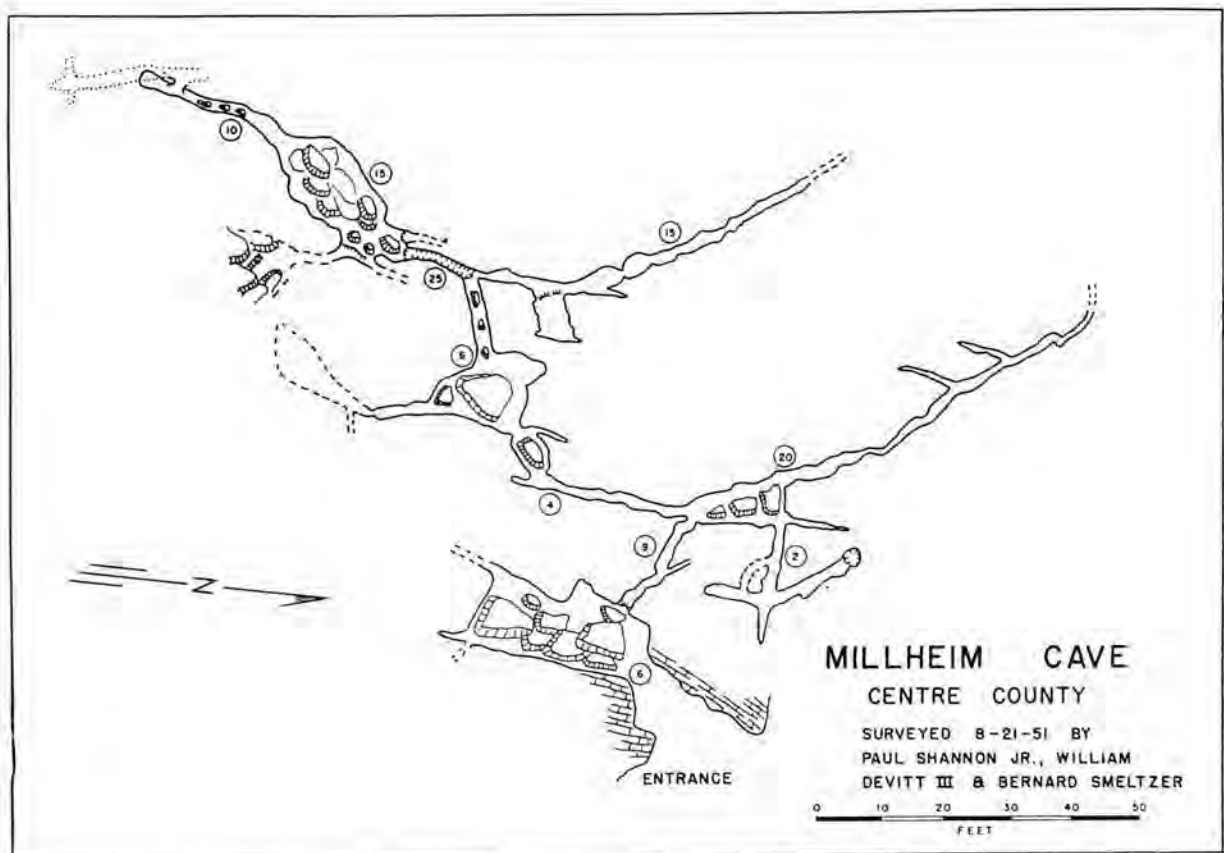 10
15
15
25
6
20
4
9
2
N
6
ENTRANCE
MILLHEIM CAVE
CENTRE COUNTY
SURVEYED 8-21-51 BY
PAUL SHANNON JR., WILLIAM
DEVITT III & BERNARD SMELTZER
0 10 20 30 40 50
FEET